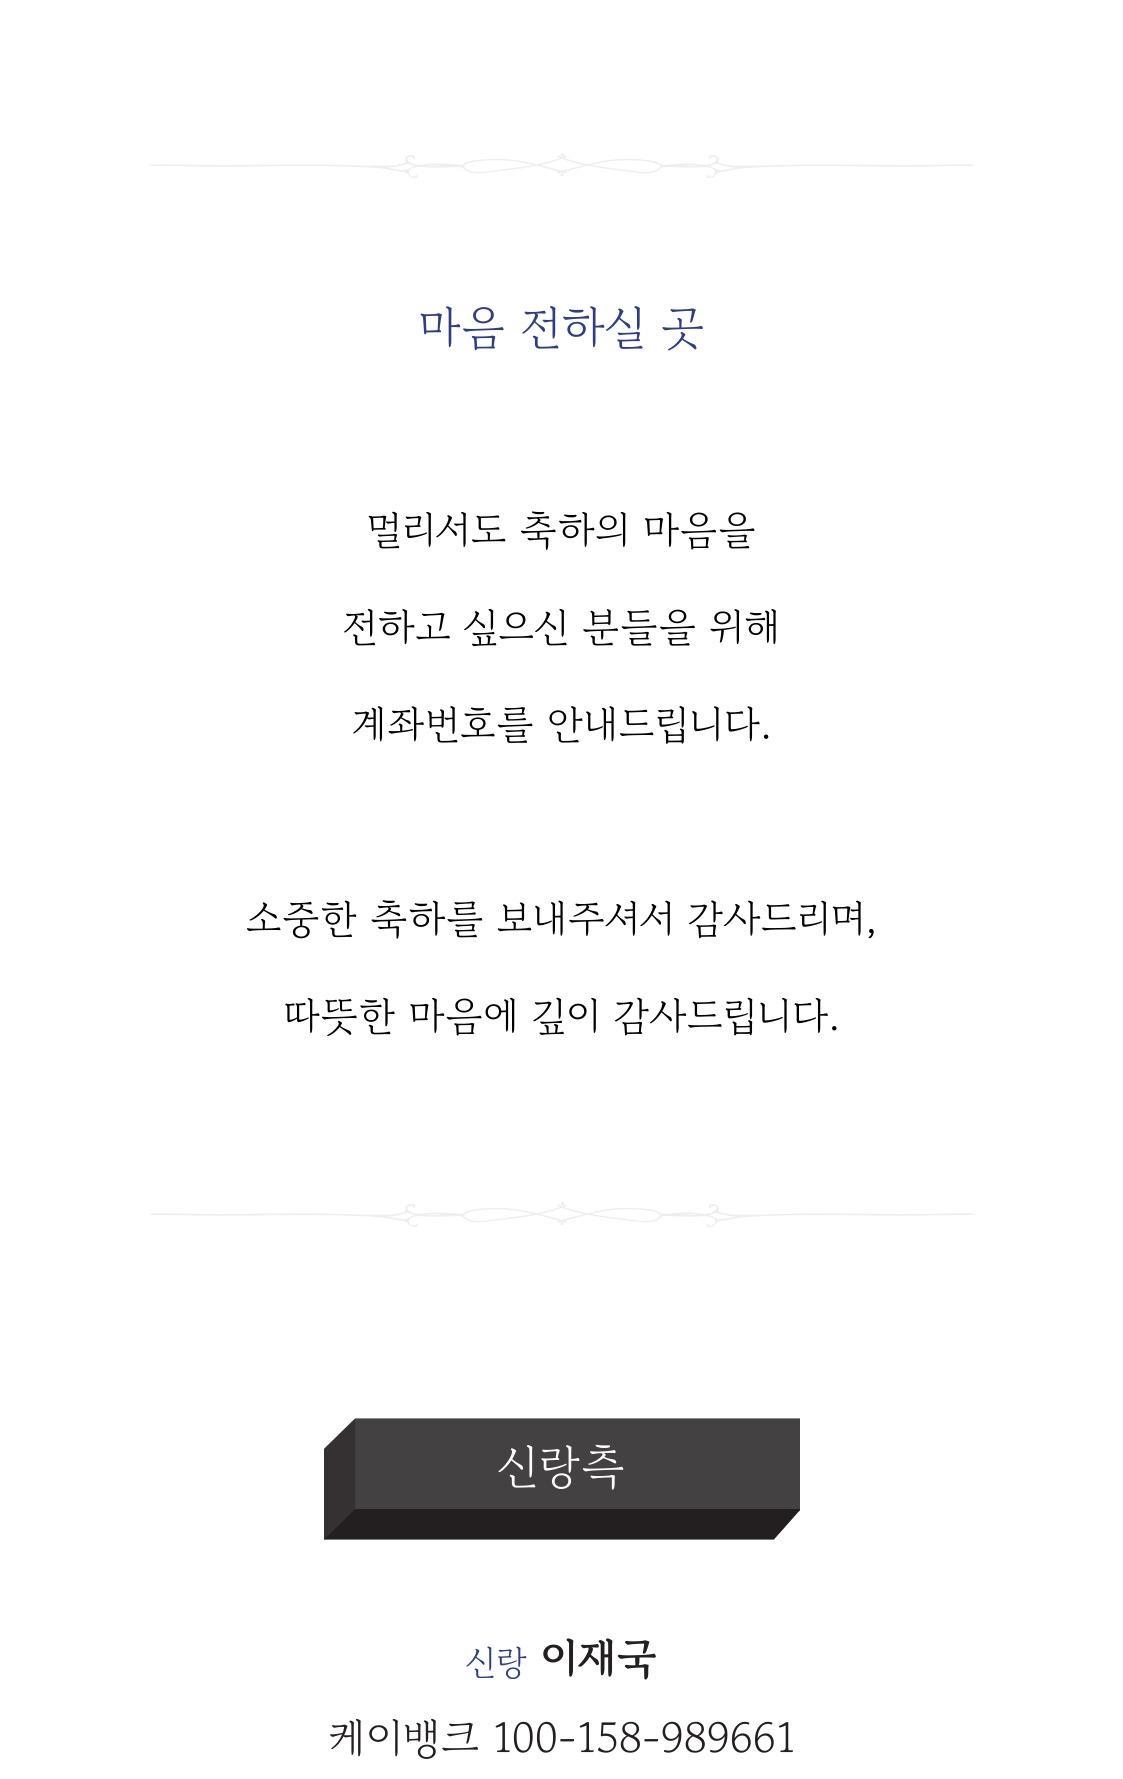 마음 전하실 곳
멀리서도 축하의 마음을
전하고 싶으신 분들을 위해
계좌번호를 안내드립니다.
소중한 축하를 보내주셔서 감사드리며,
따뜻한 마음에 깊이 감사드립니다.
신랑측
신랑 이재국
케이뱅크 100-158-989661